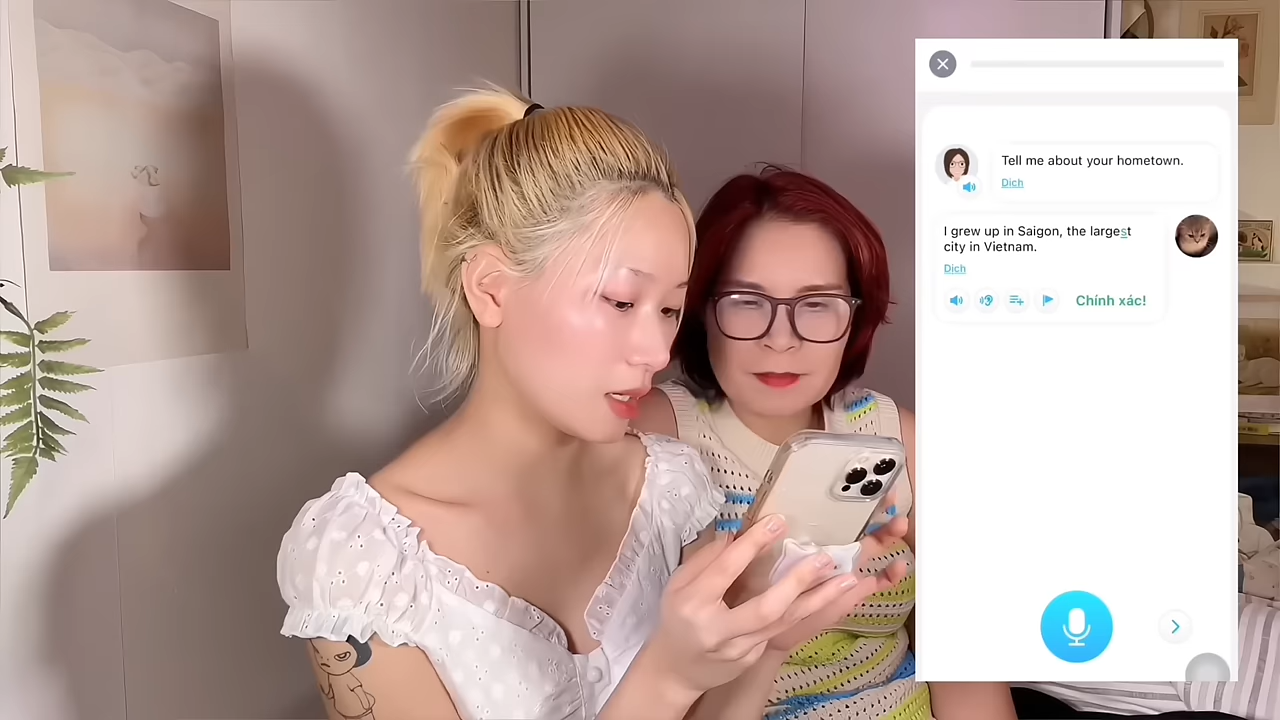 Tell me about your hometown.
Dịch
I grew up in Saigon, the largest
city in Vietnam.
Dịch
Chính xác!